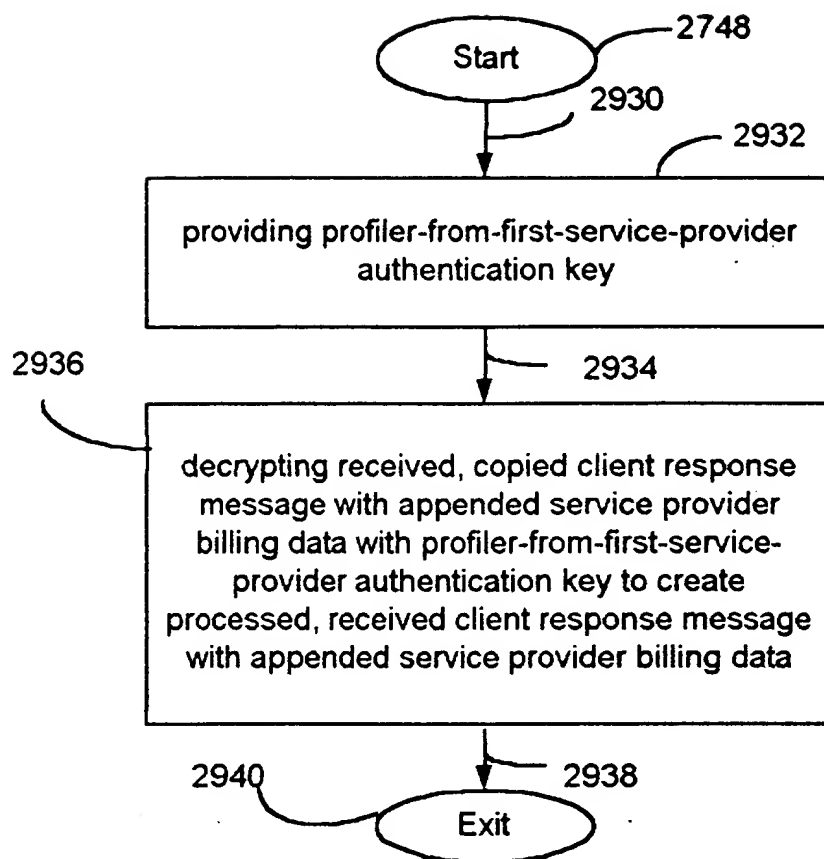 2748
Start
2930
2932
providing profiler-from-first-service-provider
authentication key
2936
2934
decrypting received, copied client response
message with appended service provider
billing data with profiler-from-first-service-
provider authentication key to create
processed, received client response message
with appended service provider billing data
2940
2938
Exit